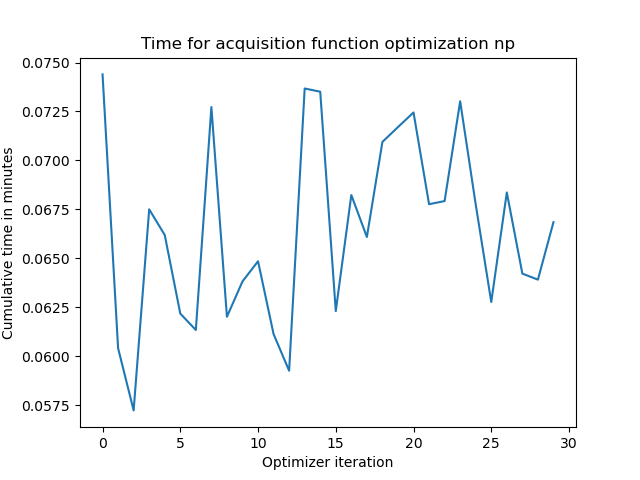 Time for acquisition function optimization np
Cumulative time in minutes
0.0750
0.0725
0.0700
0.0675
0.0650
0.0625
0.0600
0.0575
0 5 10 15 20 25 30
Optimizer iteration